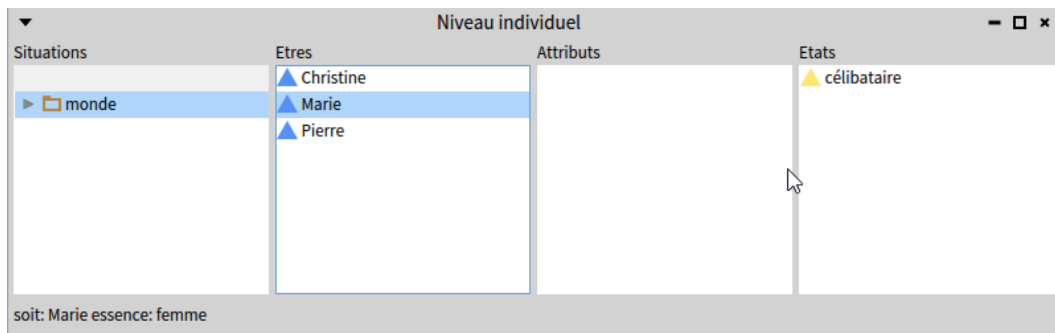 Niveau individuel
Situations Etres Attributs Etats
Christine célibataire
monde Marie
Pierre
soit: Marie essence: femme